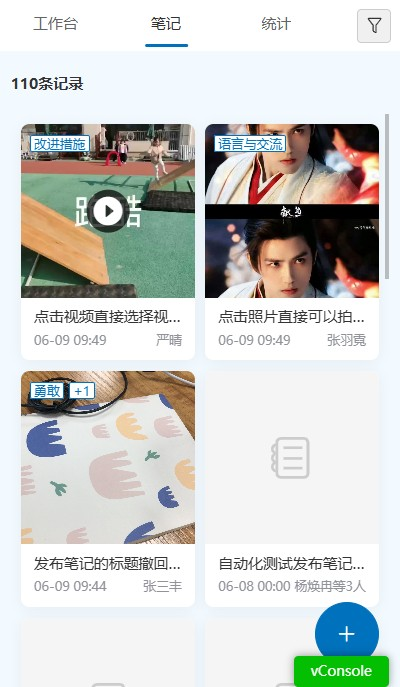 工作台
笔记
统计
110条记录
改进措施
语言与交流
点击视频直接选择视...
点击照片直接可以拍...
06-09 09:49
严晴
06-09 09:49
张羽霓
勇敢
+1
发布笔记的标题撤回...
自动化测试发布笔记...
06-09 09:44
张三丰
06-08 00:00
杨焕冉等3人
vConsole